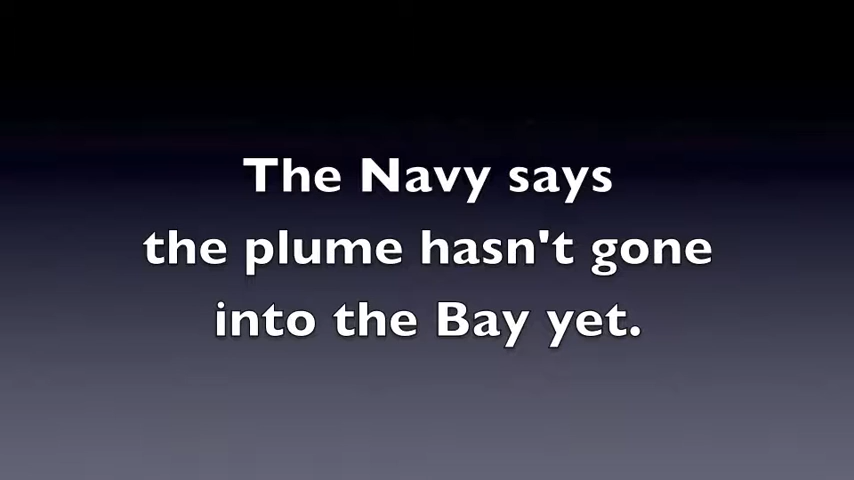 The Navy says
the plume hasn't gone
into the Bay yet.